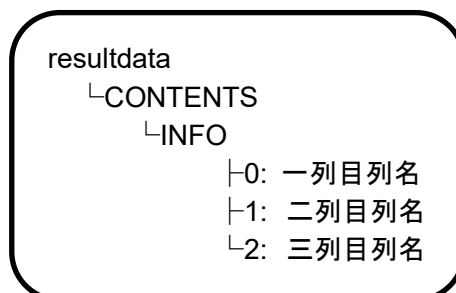 resultdata
└CONTENTS
└INFO
├0: 一列目列名
├1: 二列目列名
└2: 三列目列名